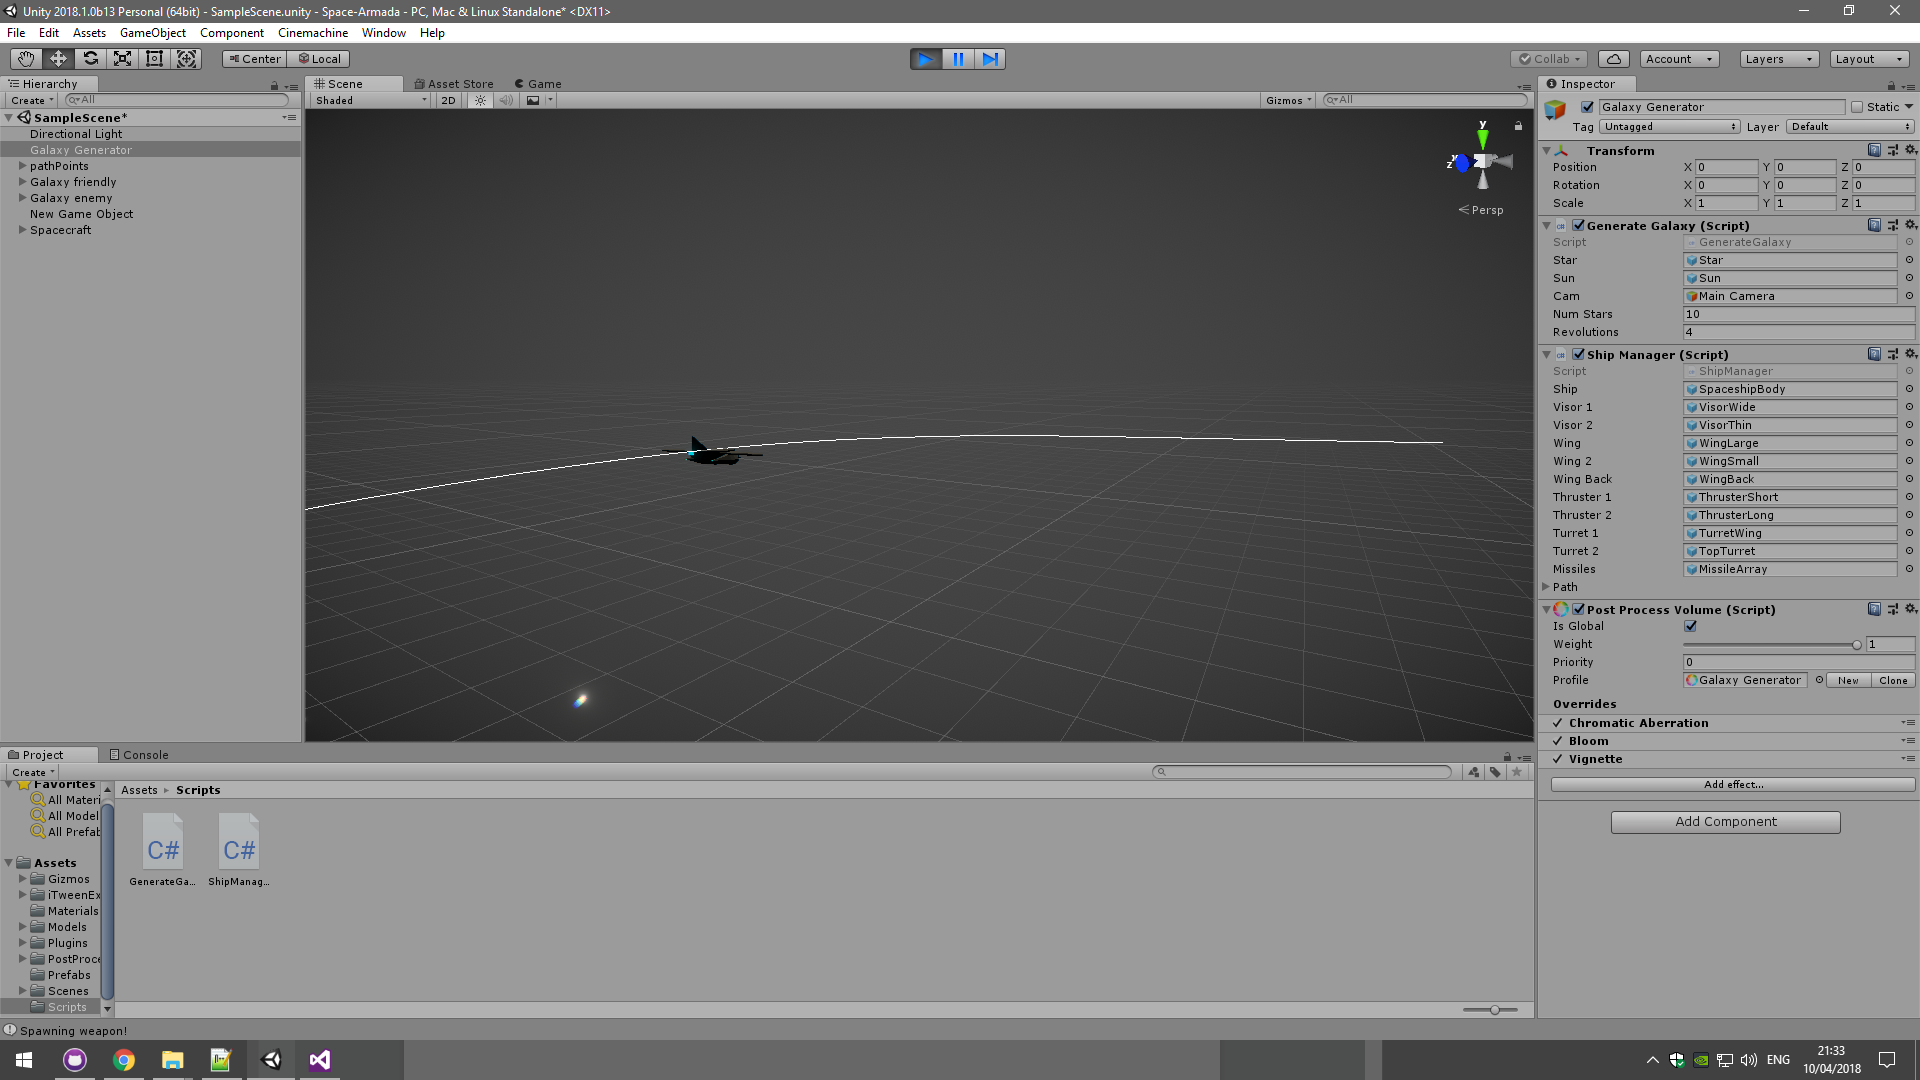 Unity 2018.1.0b13 Personal (64bit) - SampleScene.unity - Space-Armada - PC, Mac & Linux Standalone* <DX11>
File Edit Assets GameObject Component Cinemachine Window Help
Center Local Collab Account Layers Layout
Hierarchy
Create All
SampleScene*
Directional Light
Galaxy Generator
pathPoints
Galaxy friendly
Galaxy enemy
New Game Object
Spacecraft
Scene Asset Store Game
Shaded 2D Gizmos All
y
z
Persp
Inspector
Galaxy Generator Static
Tag Untagged Layer Default
Transform
Position X 0 Y 0 Z 0
Rotation X 0 Y 0 Z 0
Scale X 1 Y 1 Z 1
Generate Galaxy (Script)
Script GenerateGalaxy
Star Star
Sun Sun
Cam Main Camera
Num Stars 10
Revolutions 4
Ship Manager (Script)
Script ShipManager
Ship SpaceshipBody
Visor 1 VisorWide
Visor 2 VisorThin
Wing WingLarge
Wing 2 WingSmall
Wing Back WingBack
Thruster 1 ThrusterShort
Thruster 2 ThrusterLong
Turret 1 TurretWing
Turret 2 TopTurret
Missiles MissileArray
Path
Post Process Volume (Script)
Is Global
Weight 1
Priority 0
Profile Galaxy Generator New Clone
Overrides
Chromatic Aberration
Bloom
Vignette
Add effect...
Add Component
Project Console
Create
Favorites
All Materi
All Model
All Prefab
Assets
Gizmos
iTweenEx
Materials
Models
Plugins
PostProce
Prefabs
Scenes
Scripts
Assets Scripts
C# C#
GenerateGa... ShipManag...
Spawning weapon!
ENG
21:33
10/04/2018